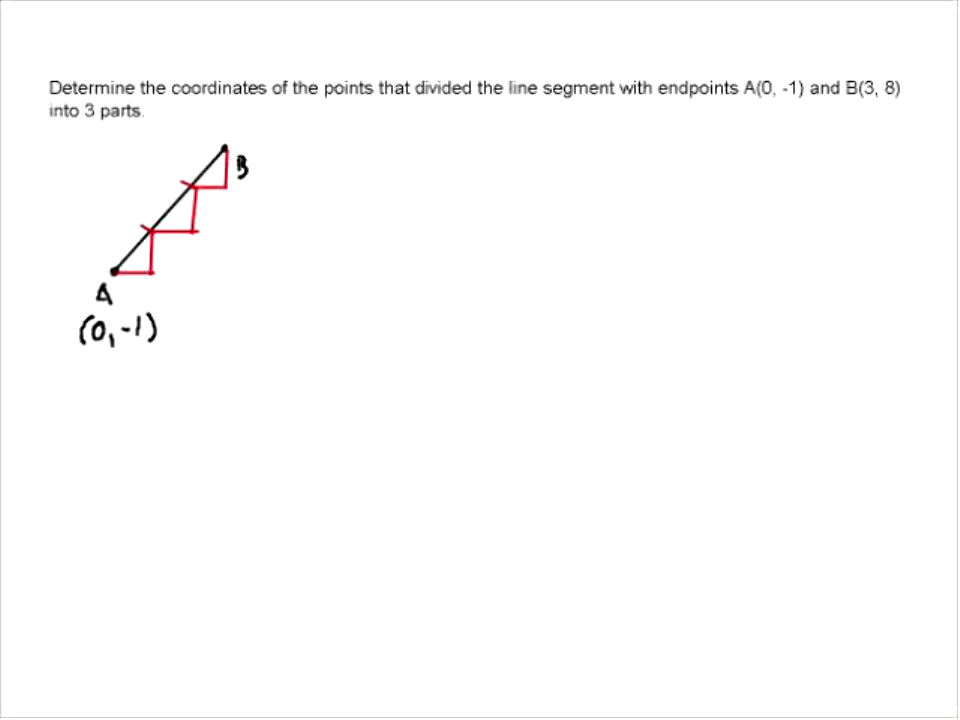 Determine the coordinates of the points that divided the line segment with endpoints A(0, -1) and B(3, 8)
into 3 parts.
B
A
(0, -1)